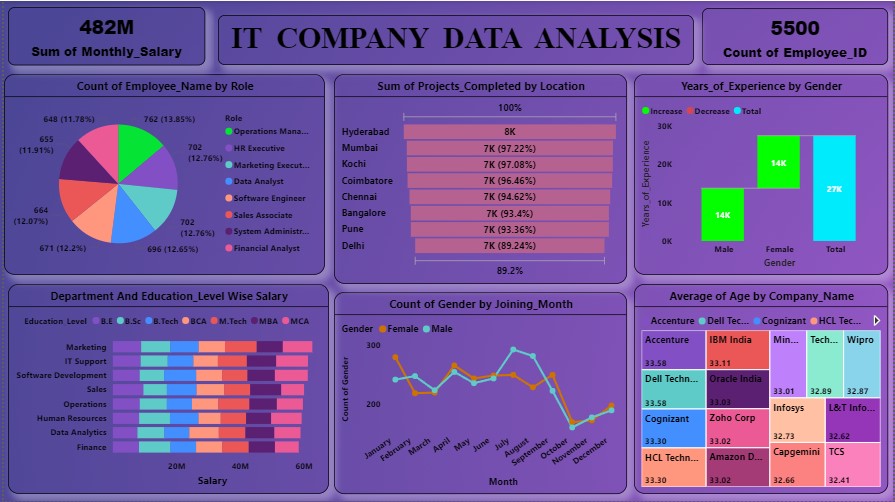 482M
Sum of Monthly_Salary
IT COMPANY DATA ANALYSIS
5500
Count of Employee_ID
Count of Employee_Name by Role
648 (11.78%)
762 (13.85%)
655
(11.91%)
702
(12.76%)
664
(12.07%)
702
(12.76%)
671 (12.2%)
696 (12.65%)
Role
Operations Mana...
HR Executive
Marketing Execut...
Data Analyst
Software Engineer
Sales Associate
System Administr...
Financial Analyst
Sum of Projects_Completed by Location
100%
Hyderabad 8K
Mumbai 7K (97.22%)
Kochi 7K (97.08%)
Coimbatore 7K (96.46%)
Chennai 7K (94.62%)
Bangalore 7K (93.4%)
Pune 7K (93.36%)
Delhi 7K (89.24%)
89.2%
Years_of_Experience by Gender
Increase Decrease Total
Years_of_Experience
30K
20K
10K
0K
14K
14K
27K
Male Female Total
Gender
Department And Education_Level Wise Salary
Education Level B.E B.Sc B.Tech BCA M.Tech MBA MCA
Marketing
IT Support
Software Development
Sales
Operations
Human Resources
Data Analytics
Finance
20M 40M 60M
Salary
Count of Gender by Joining_Month
Gender Female Male
Count of Gender
300
200
January February March April May June July August September October November December
Month
Average of Age by Company_Name
Accenture Dell Tec... Cognizant HCL Tec...
Accenture
33.58
Dell Techn...
33.58
Cognizant
33.30
HCL Techn...
33.30
IBM India
33.11
Oracle India
33.03
Zoho Corp
33.02
Amazon D...
33.02
Min...
33.01
Tech...
32.89
Wipro
32.87
Infosys
32.73
L&T Info...
32.62
Capgemini
32.66
TCS
32.41